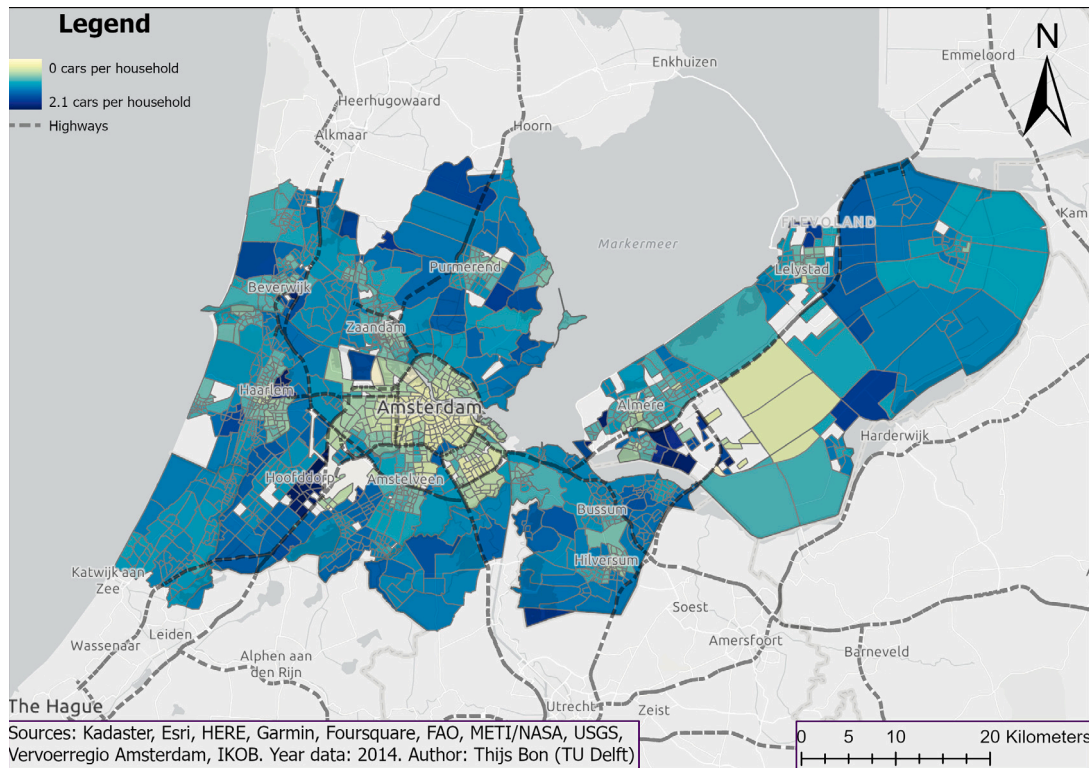 Legend
0 cars per household
2.1 cars per household
Highways
N
Emmeloord
Enkhuizen
Heerhugowaard
Hoorn
Alkmaar
Kam
FLEVOLAND
Markermeer
Purmerend
Lelystad
Beverwijk
Zaandam
Haarlem
Amsterdam
Almere
Harderwijk
Hoofddorp
Amstelveen
Bussum
Hilversum
Katwijk aan
Zee
Soest
Leiden
Wassenaar
Amersfoort
Barneveld
Alphen aan
den Rijn
The Hague
Utrecht
Zeist
Sources: Kadaster, Esri, HERE, Garmin, Foursquare, FAO, METI/NASA, USGS,
Vervoerregio Amsterdam, IKOB. Year data: 2014. Author: Thijs Bon (TU Delft)
0 5 10 20 Kilometers